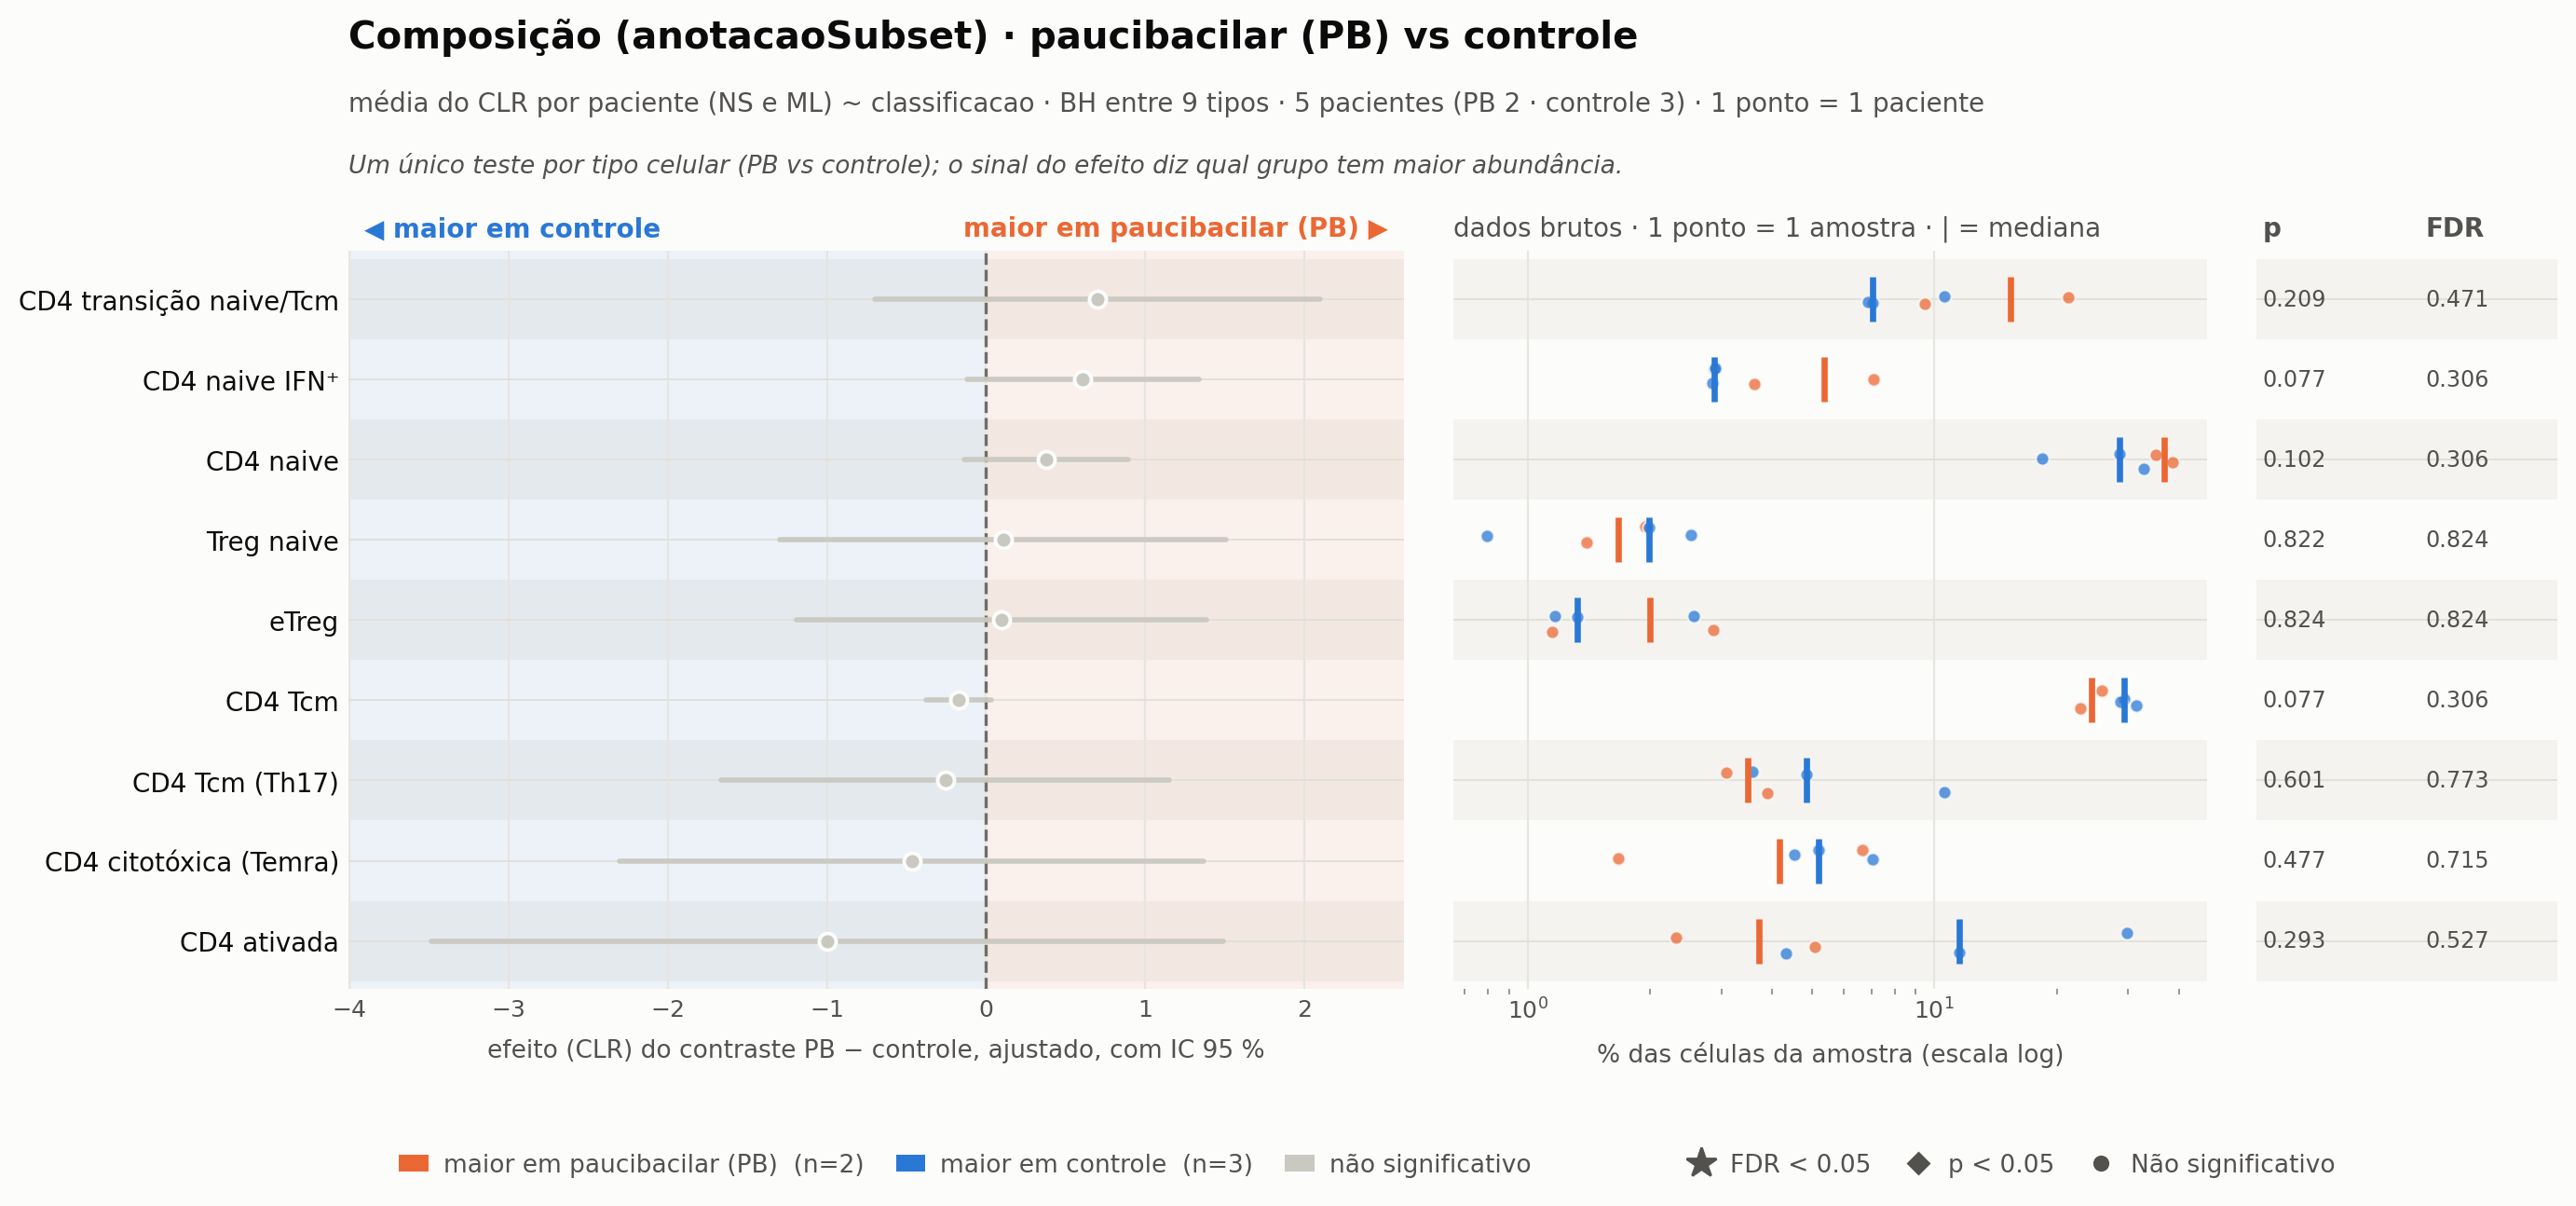 Composição (anotacaoSubset) · paucibacilar (PB) vs controle
média do CLR por paciente (NS e ML) ~ classificacao · BH entre 9 tipos · 5 pacientes (PB 2 · controle 3) · 1 ponto = 1 paciente
Um único teste por tipo celular (PB vs controle); o sinal do efeito diz qual grupo tem maior abundância.
◀ maior em controle maior em paucibacilar (PB) ▶ dados brutos · 1 ponto = 1 amostra · | = mediana p FDR
CD4 transição naive/Tcm 0.209 0.471
CD4 naive IFN⁺ 0.077 0.306
CD4 naive 0.102 0.306
Treg naive 0.822 0.824
eTreg 0.824 0.824
CD4 Tcm 0.077 0.306
CD4 Tcm (Th17) 0.601 0.773
CD4 citotóxica (Temra) 0.477 0.715
CD4 ativada 0.293 0.527
−4 −3 −2 −1 0 1 2 10⁰ 10¹
efeito (CLR) do contraste PB − controle, ajustado, com IC 95 % % das células da amostra (escala log)
maior em paucibacilar (PB) (n=2) maior em controle (n=3) não significativo ★ FDR < 0.05 ◆ p < 0.05 ● Não significativo